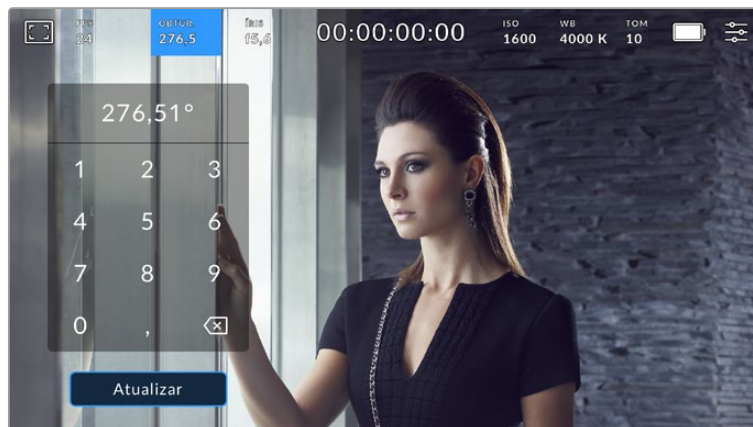 FPS OBTUR. ÍRIS 00:00:00:00 ISO WB TOM
24 276,5 15,6 1600 4000 K 10
276,51°
1 2 3
4 5 6
7 8 9
0 ,
Atualizar